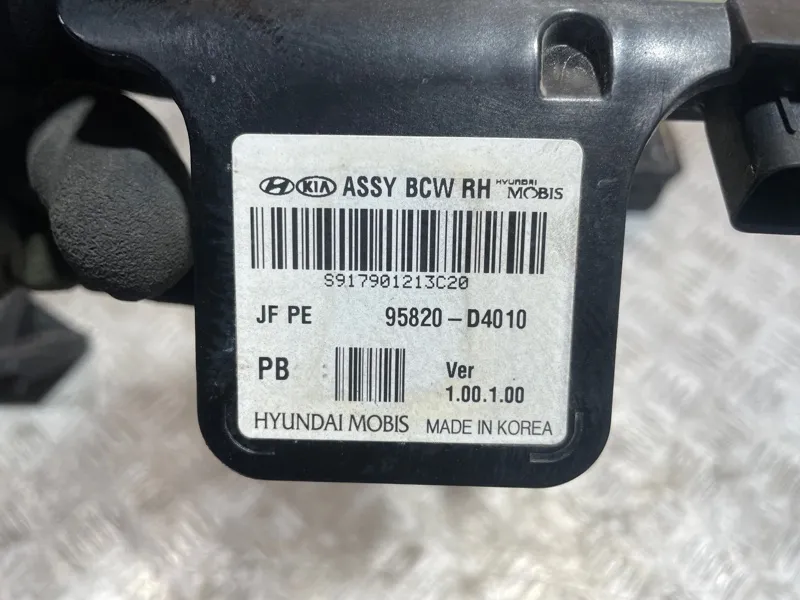 KIA ASSY BCW RH HYUNDAI MOBIS
S917901213C20
JF PE 95820-D4010
PB Ver
1.00.1.00
HYUNDAI MOBIS MADE IN KOREA